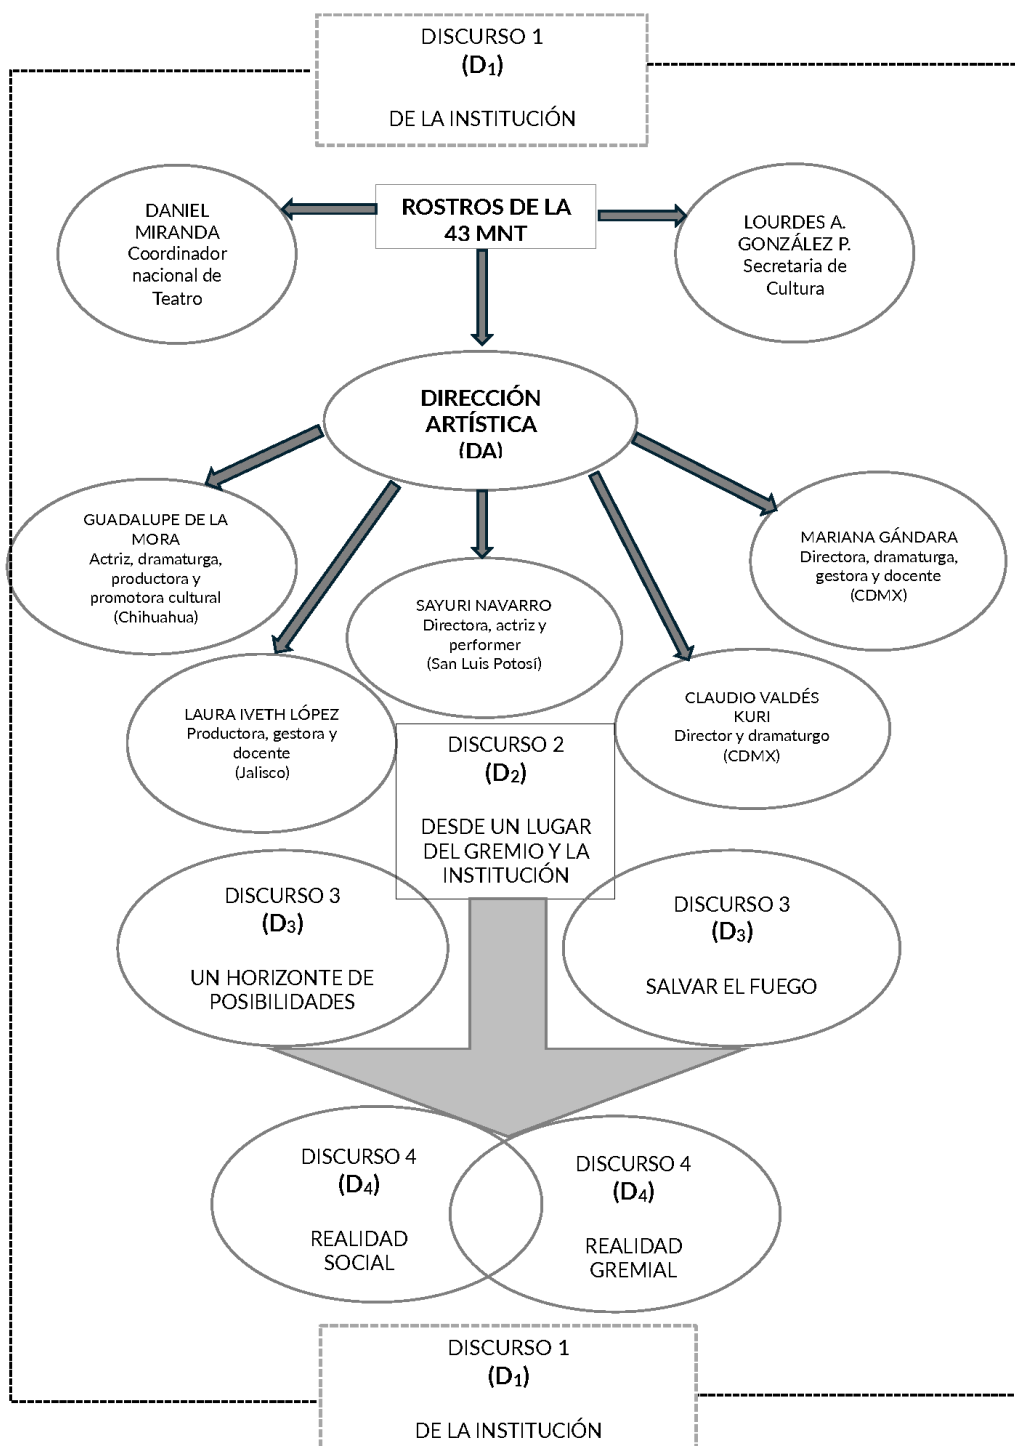 DISCURSO 1
(D₁)
DE LA INSTITUCIÓN
ROSTROS DE LA
43 MNT
DANIEL
MIRANDA
Coordinador
nacional de
Teatro
LOURDES A.
GONZÁLEZ P.
Secretaria de
Cultura
DIRECCIÓN
ARTÍSTICA
(DA)
GUADALUPE DE LA
MORA
Actriz, dramaturga,
productora y
promotora cultural
(Chihuahua)
MARIANA GÁNDARA
Directora, dramaturga,
gestora y docente
(CDMX)
SAYURI NAVARRO
Directora, actriz y
performer
(San Luis Potosí)
LAURA IVETH LÓPEZ
Productora, gestora y
docente
(Jalisco)
CLAUDIO VALDÉS
KURI
Director y dramaturgo
(CDMX)
DISCURSO 2
(D₂)
DESDE UN LUGAR
DEL GREMIO Y LA
INSTITUCIÓN
DISCURSO 3
(D₃)
UN HORIZONTE DE
POSIBILIDADES
DISCURSO 3
(D₃)
SALVAR EL FUEGO
DISCURSO 4
(D₄)
REALIDAD
SOCIAL
DISCURSO 4
(D₄)
REALIDAD
GREMIAL
DISCURSO 1
(D₁)
DE LA INSTITUCIÓN